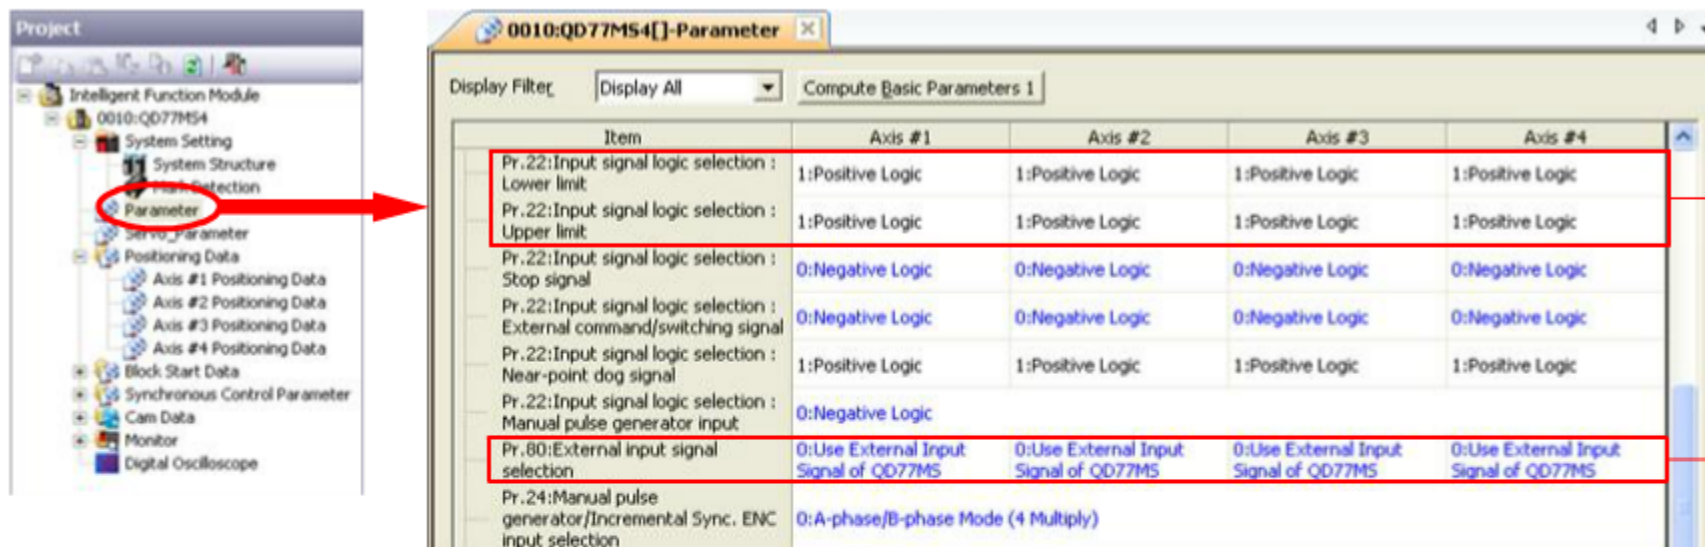 Project
Intelligent Function Module
0010:QD77MS4
System Setting
System Structure
Mark Detection
Parameter
Servo_Parameter
Positioning Data
Axis #1 Positioning Data
Axis #2 Positioning Data
Axis #3 Positioning Data
Axis #4 Positioning Data
Block Start Data
Synchronous Control Parameter
Cam Data
Monitor
Digital Oscilloscope
0010:QD77MS4[]-Parameter
Display Filter Display All Compute Basic Parameters 1
Item Axis #1 Axis #2 Axis #3 Axis #4
Pr.22:Input signal logic selection :
Lower limit
1:Positive Logic 1:Positive Logic 1:Positive Logic 1:Positive Logic
Pr.22:Input signal logic selection :
Upper limit
1:Positive Logic 1:Positive Logic 1:Positive Logic 1:Positive Logic
Pr.22:Input signal logic selection :
Stop signal
0:Negative Logic 0:Negative Logic 0:Negative Logic 0:Negative Logic
Pr.22:Input signal logic selection :
External command/switching signal
0:Negative Logic 0:Negative Logic 0:Negative Logic 0:Negative Logic
Pr.22:Input signal logic selection :
Near-point dog signal
1:Positive Logic 1:Positive Logic 1:Positive Logic 1:Positive Logic
Pr.22:Input signal logic selection :
Manual pulse generator input
0:Negative Logic
Pr.80:External input signal 0:Use External Input 0:Use External Input 0:Use External Input 0:Use External Input
selection Signal of QD77MS Signal of QD77MS Signal of QD77MS Signal of QD77MS
Pr.24:Manual pulse
generator/Incremental Sync. ENC 0:A-phase/B-phase Mode (4 Multiply)
input selection